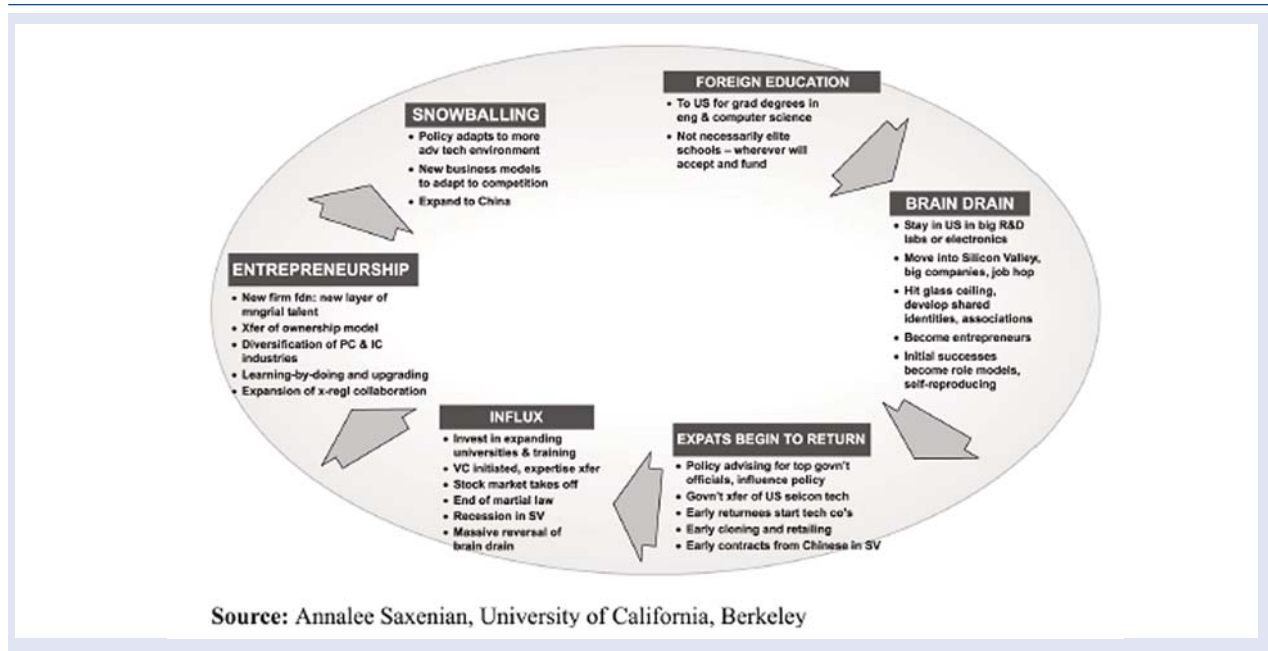 FOREIGN EDUCATION
• To US for grad degrees in
eng & computer science
• Not necessarily elite
schools – wherever will
accept and fund
BRAIN DRAIN
• Stay in US in big R&D
labs or electronics
• Move into Silicon Valley,
big companies, job hop
• Hit glass ceiling,
develop shared
identities, associations
• Become entrepreneurs
• Initial successes
become role models,
self-reproducing
EXPATS BEGIN TO RETURN
• Policy advising for top govn't
officials, influence policy
• Govn't xfer of US seicon tech
• Early returnees start tech co's
• Early cloning and retailing
• Early contracts from Chinese in SV
INFLUX
• Invest in expanding
universities & training
• VC initiated, expertise xfer
• Stock market takes off
• End of martial law
• Recession in SV
• Massive reversal of
brain drain
ENTREPRENEURSHIP
• New firm fdn: new layer of
mngrial talent
• Xfer of ownership model
• Diversification of PC & IC
industries
• Learning-by-doing and upgrading
• Expansion of x-regl collaboration
SNOWBALLING
• Policy adapts to more
adv tech environment
• New business models
to adapt to competition
• Expand to China
Source: Annalee Saxenian, University of California, Berkeley